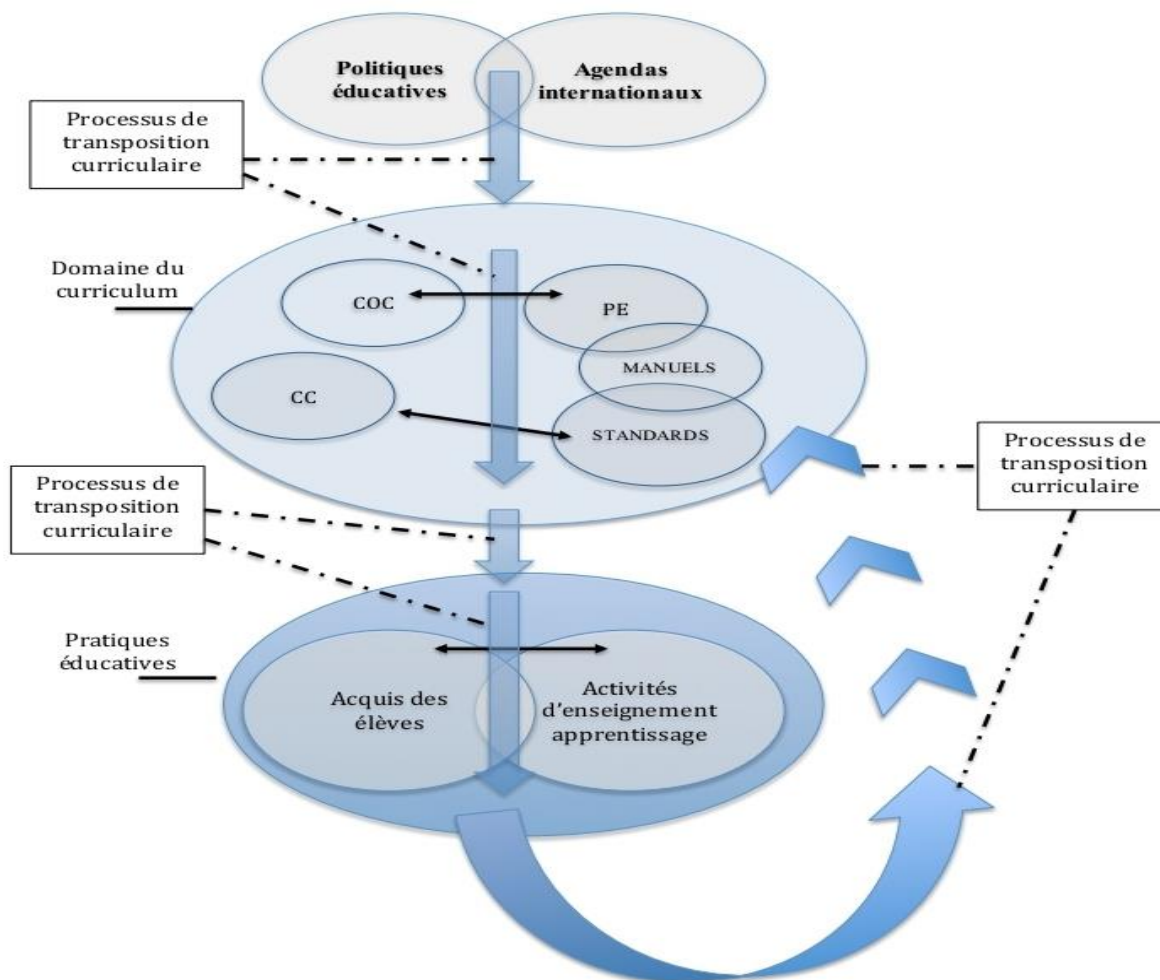 Politiques
éducatives
Agendas
internationaux
Processus de
transposition
curriculaire
Domaine du
curriculum
COC
PE
MANUELS
CC
STANDARDS
Processus de
transposition
curriculaire
Processus de
transposition
curriculaire
Pratiques
éducatives
Acquis des
élèves
Activités
d'enseignement
apprentissage